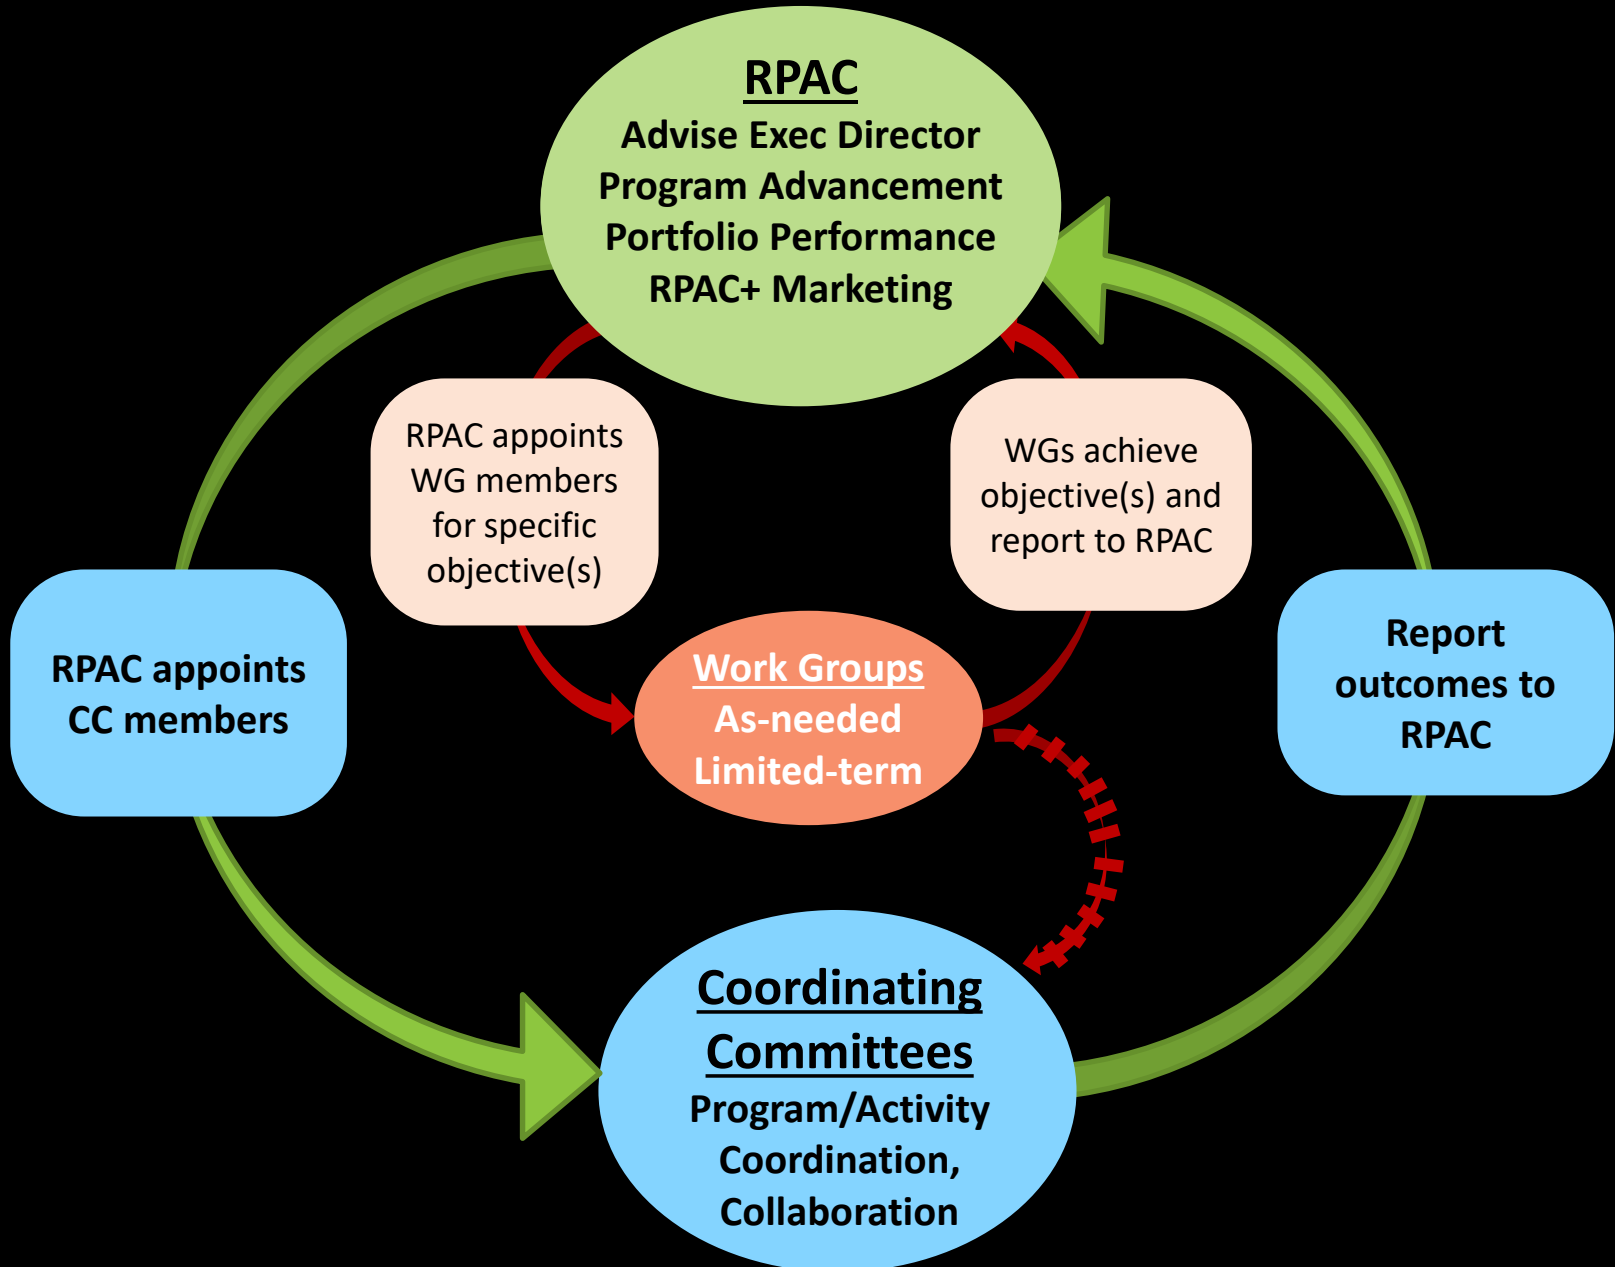 RPAC
Advise Exec Director
Program Advancement
Portfolio Performance
RPAC+ Marketing
RPAC appoints
WG members
for specific
objective(s)
WGs achieve
objective(s) and
report to RPAC
RPAC appoints
CC members
Work Groups
As-needed
Limited-term
Report
outcomes to
RPAC
Coordinating
Committees
Program/Activity
Coordination,
Collaboration